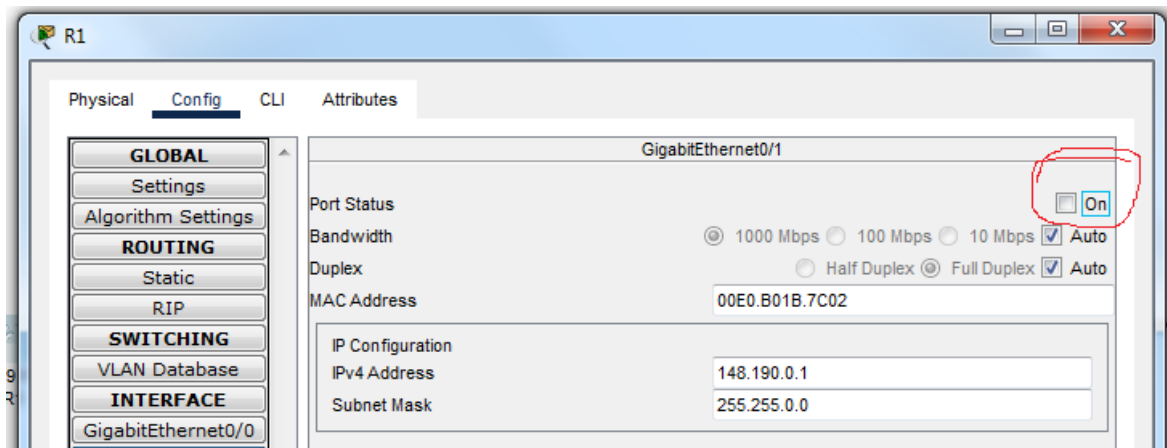 R1
Physical Config CLI Attributes
GLOBAL
Settings
Algorithm Settings
ROUTING
Static
RIP
SWITCHING
VLAN Database
INTERFACE
GigabitEthernet0/0
GigabitEthernet0/1
Port Status On
Bandwidth 1000 Mbps 100 Mbps 10 Mbps Auto
Duplex Half Duplex Full Duplex Auto
MAC Address 00E0.B01B.7C02
IP Configuration
IPv4 Address 148.190.0.1
Subnet Mask 255.255.0.0